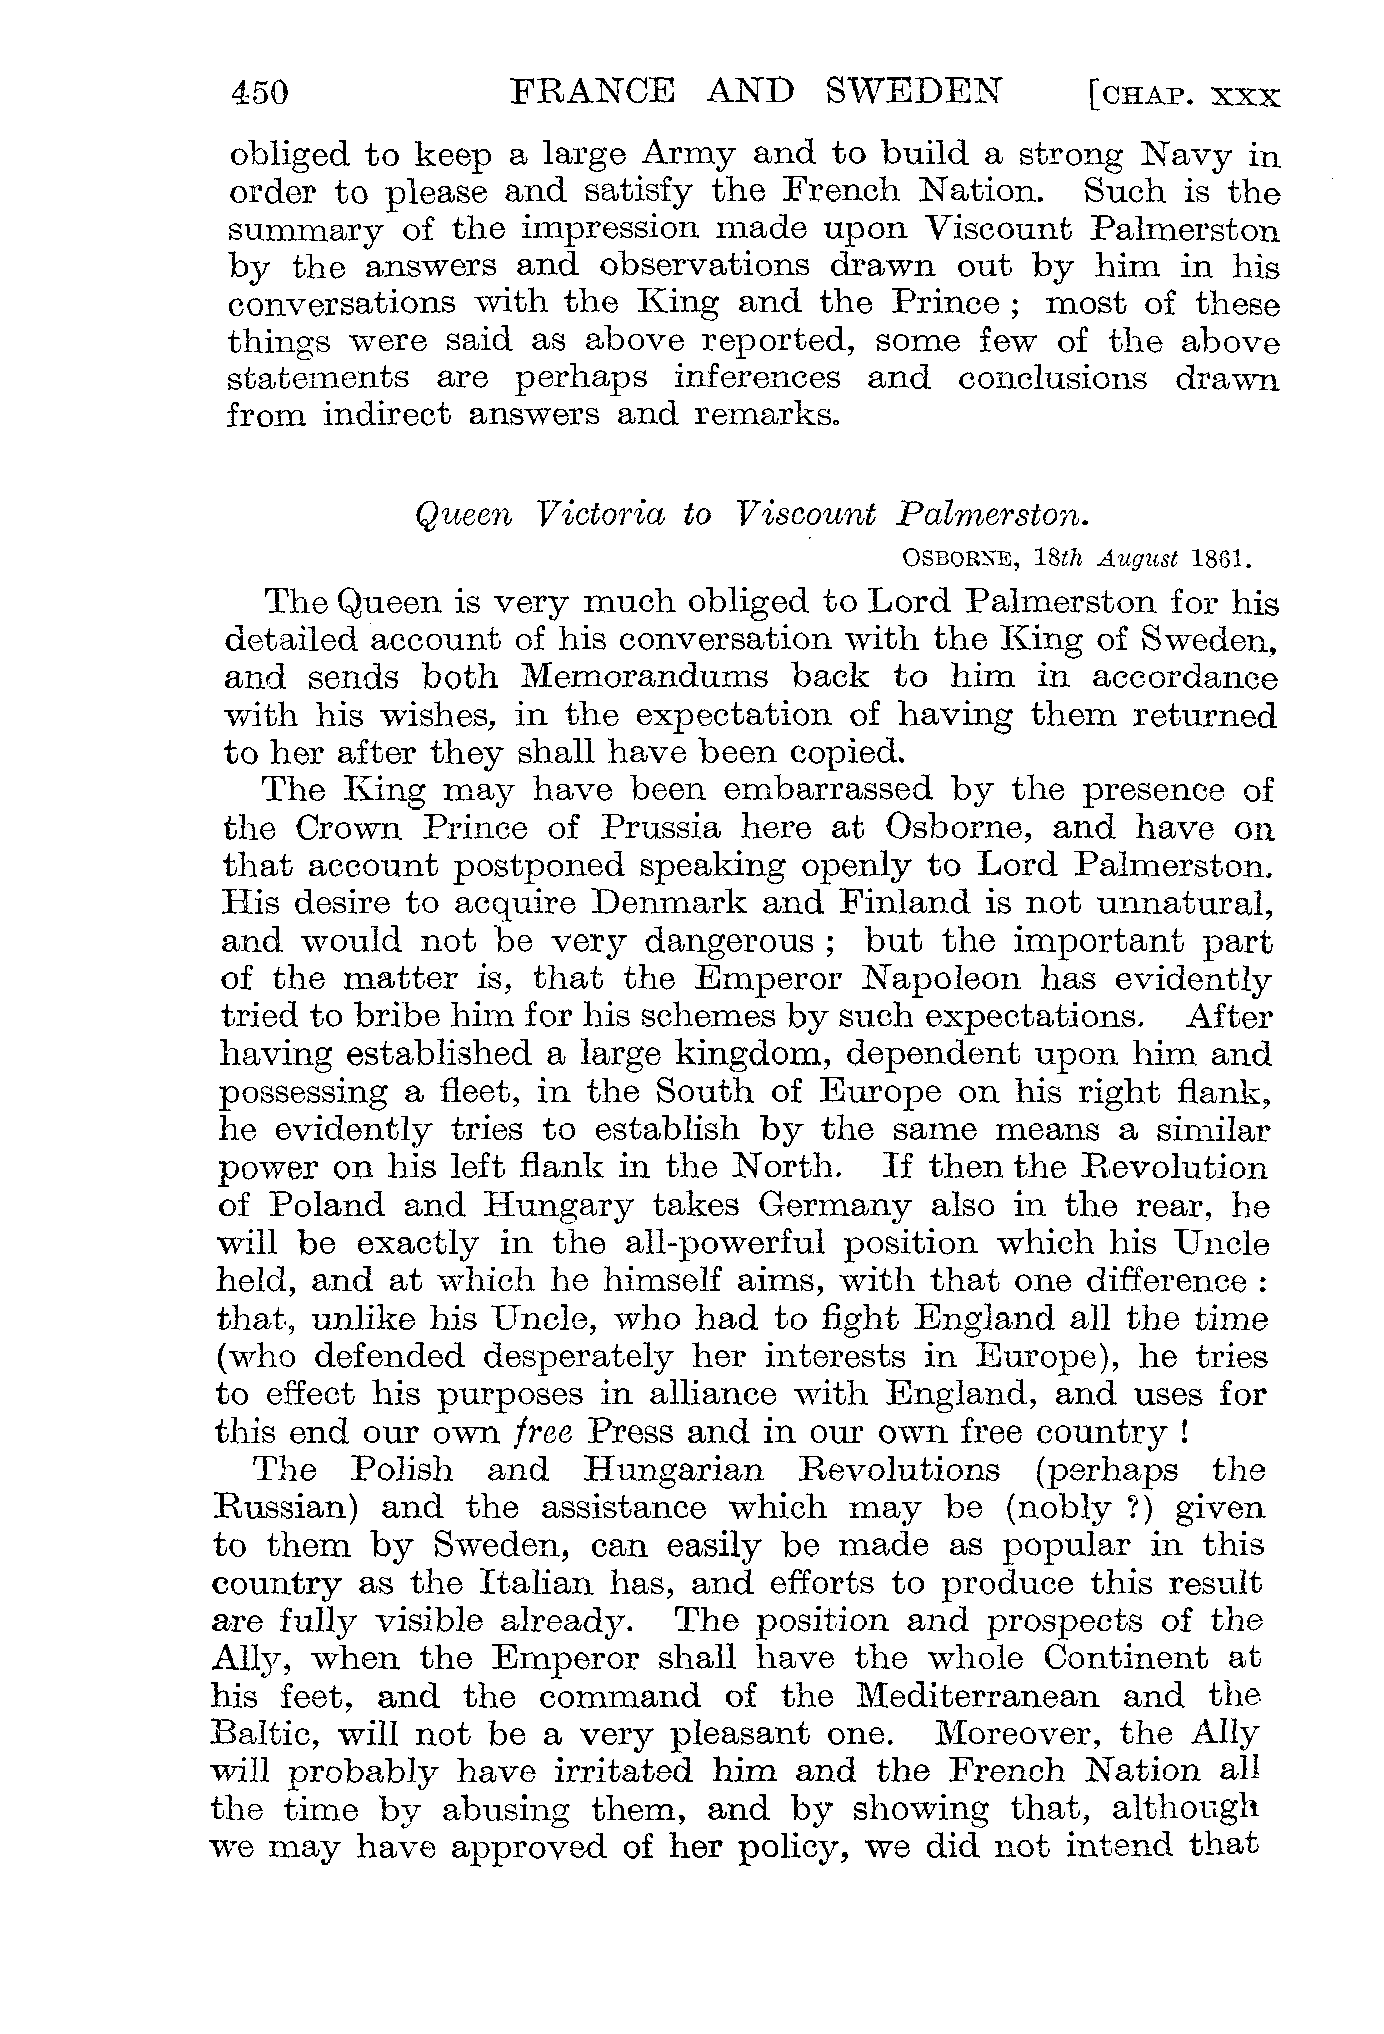 450 FRANCE AND SWEDEN [CHAP. XXX
obliged to keep a large Army and to build a strong Navy in
order to please and satisfy the French Nation. Such is the
summary of the impression made upon Viscount Palmerston
by the answers and observations drawn out by him in his
conversations with the King and the Prince ; most of these
things were said as above reported, some few of the above
statements are perhaps inferences and conclusions drawn
from indirect answers and remarks.
Queen Victoria to Viscount Palmerston.
OSBORNE, 18th August 1861.
The Queen is very much obliged to Lord Palmerston for his
detailed account of his conversation with the King of Sweden,
and sends both Memorandums back to him in accordance
with his wishes, in the expectation of having them returned
to her after they shall have been copied.
The King may have been embarrassed by the presence of
the Crown Prince of Prussia here at Osborne, and have on
that account postponed speaking openly to Lord Palmerston.
His desire to acquire Denmark and Finland is not unnatural,
and would not be very dangerous ; but the important part
of the matter is, that the Emperor Napoleon has evidently
tried to bribe him for his schemes by such expectations. After
having established a large kingdom, dependent upon him and
possessing a fleet, in the South of Europe on his right flank,
he evidently tries to establish by the same means a similar
power on his left flank in the North. If then the Revolution
of Poland and Hungary takes Germany also in the rear, he
will be exactly in the all-powerful position which his Uncle
held, and at which he himself aims, with that one difference :
that, unlike his Uncle, who had to fight England all the time
(who defended desperately her interests in Europe), he tries
to effect his purposes in alliance with England, and uses for
this end our own free Press and in our own free country !
The Polish and Hungarian Revolutions (perhaps the
Russian) and the assistance which may be (nobly ?) given
to them by Sweden, can easily be made as popular in this
country as the Italian has, and efforts to produce this result
are fully visible already. The position and prospects of the
Ally, when the Emperor shall have the whole Continent at
his feet, and the command of the Mediterranean and the
Baltic, will not be a very pleasant one. Moreover, the Ally
will probably have irritated him and the French Nation all
the time by abusing them, and by showing that, although
we may have approved of her policy, we did not intend that